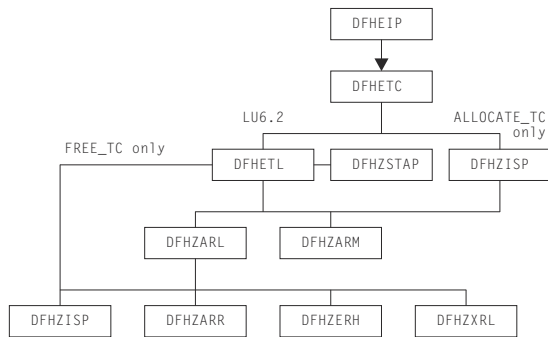 DFHEIP
DFHETC
LU6.2
ALLOCATE_TC
only
FREE_TC only
DFHETL
DFHZSTAP
DFHZISP
DFHZARL
DFHZARM
DFHZISP
DFHZARR
DFHZERH
DFHZXRL